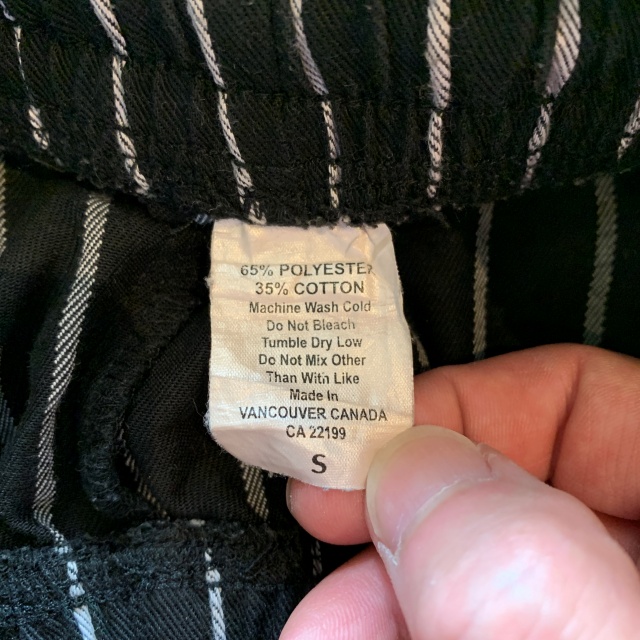 65% POLYESTER
35% COTTON
Machine Wash Cold
Do Not Bleach
Tumble Dry Low
Do Not Mix Other
Than With Like
Made In
VANCOUVER CANADA
CA 22199
S